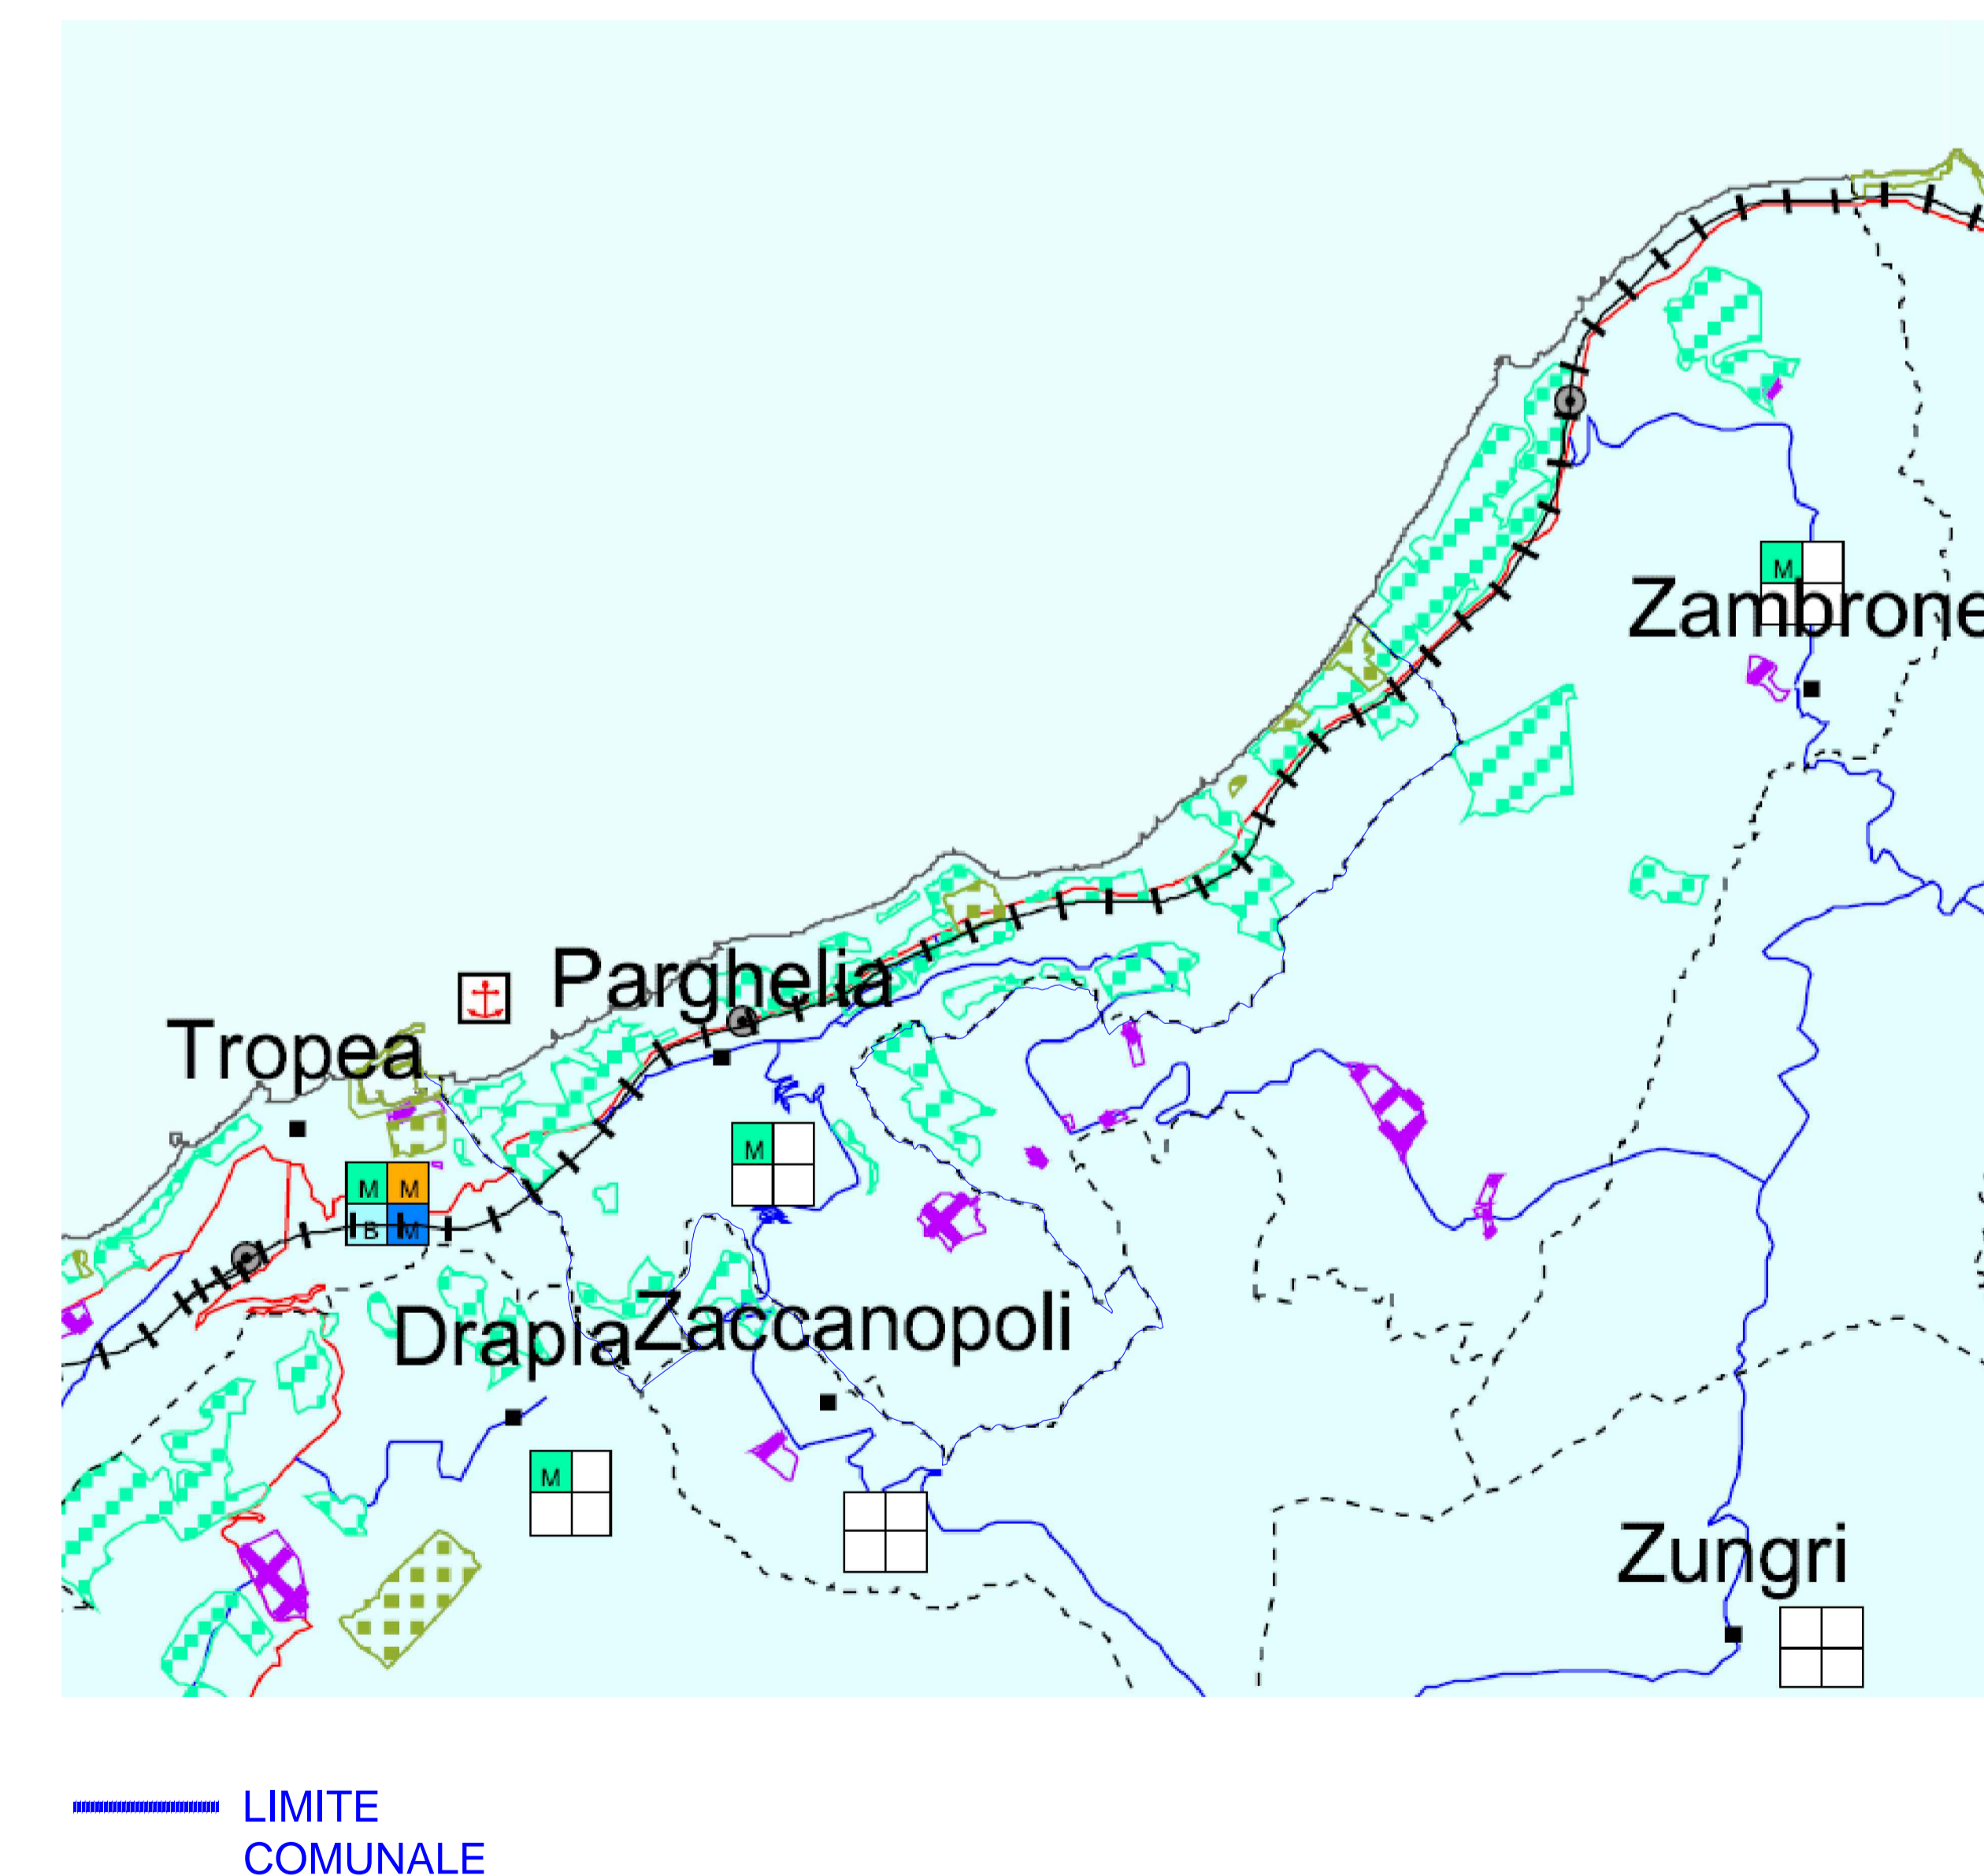 M
Zambrone
Parghelia
Tropea
M
M M
B M
Drapia
Zaccanopoli
M
Zungri
LIMITE
COMUNALE